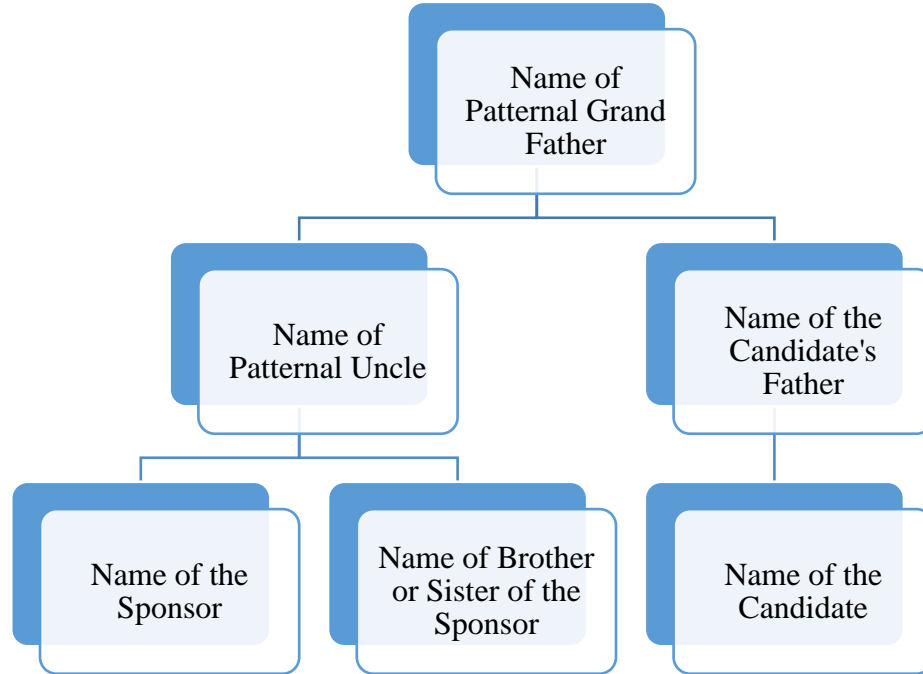 Name of
Patternal Grand
Father
Name of
Patternal Uncle
Name of the
Candidate's
Father
Name of the
Sponsor
Name of Brother
or Sister of the
Sponsor
Name of the
Candidate